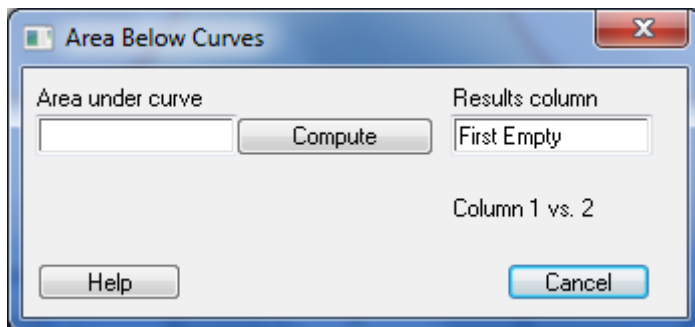 Area Below Curves
Area under curve
Results column
Compute
First Empty
Column 1 vs. 2
Help
Cancel